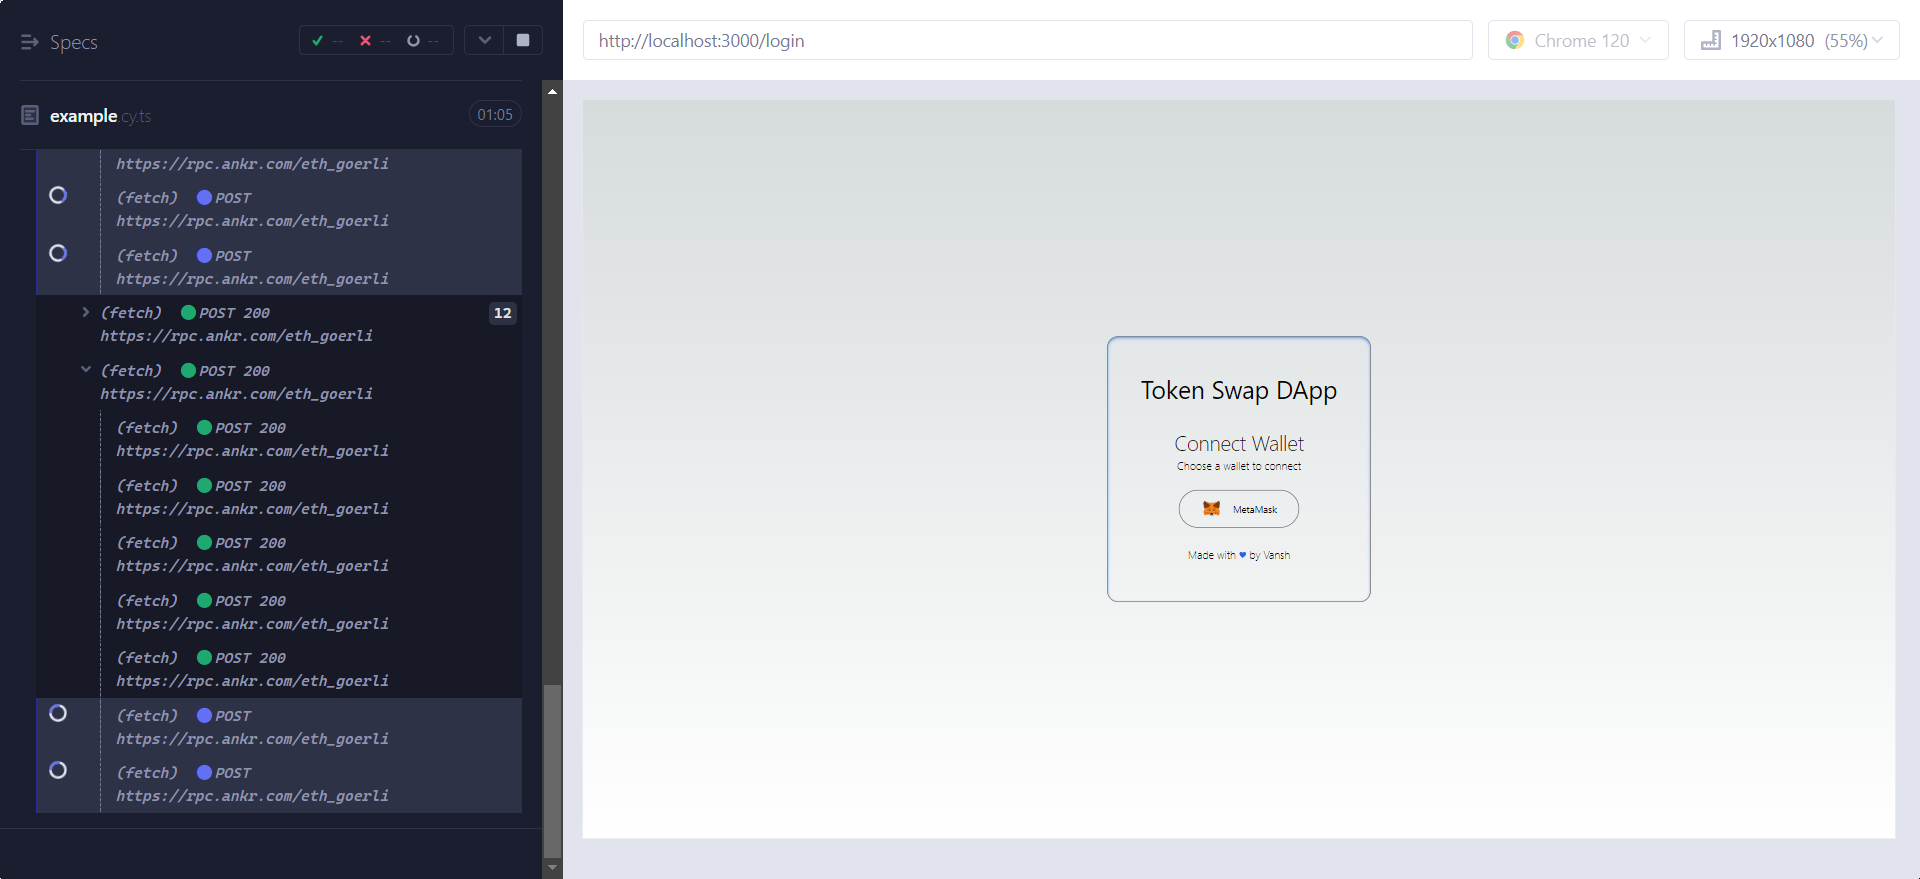 Specs
-- -- --
example.cy.ts
01:05
https://rpc.ankr.com/eth_goerli
(fetch) POST
https://rpc.ankr.com/eth_goerli
(fetch) POST
https://rpc.ankr.com/eth_goerli
(fetch) POST 200 12
https://rpc.ankr.com/eth_goerli
(fetch) POST 200
https://rpc.ankr.com/eth_goerli
(fetch) POST 200
https://rpc.ankr.com/eth_goerli
(fetch) POST 200
https://rpc.ankr.com/eth_goerli
(fetch) POST 200
https://rpc.ankr.com/eth_goerli
(fetch) POST 200
https://rpc.ankr.com/eth_goerli
(fetch) POST 200
https://rpc.ankr.com/eth_goerli
(fetch) POST
https://rpc.ankr.com/eth_goerli
(fetch) POST
https://rpc.ankr.com/eth_goerli
http://localhost:3000/login
Chrome 120
1920x1080 (55%)
Token Swap DApp
Connect Wallet
Choose a wallet to connect
MetaMask
Made with ♥ by Vansh